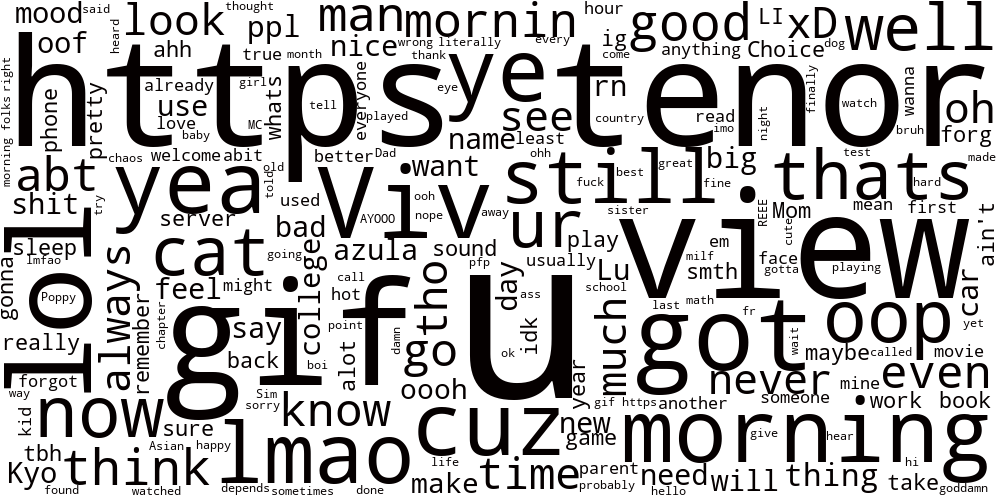 mood
said
heard
look
thought
ppl
man
mornin
hour
good
LI
xD
well
oof
ahh
true
month
nice
wrong
literally
every
ig
come
anything
Choice
dog
thank
https
yet
tenor
right
folks
morning
phone
pretty
already
girl
use
love
baby
MC
whats
tell
everyone
played
eye
see
rn
country
read
imo
night
finally
watch
wanna
bruh
oh
forg
name
least
ohh
chaos
welcome
abit
old
told
better
Dad
want
still
best
great
big
fine
fuck
test
thats
made
hard
abt
yea
try
shit
server
used
bad
Viv
ooh
nope
AYOOO
away
sister
ur
view
REEE
Mom
cute
mean
first
ain't
lol
sleep
lmfao
gonna
Poppy
cat
going
azula
sound
play
usually
pfp
em
milf
smth
face
gotta
playing
car
feel
might
college
call
hot
tho
day
ass
Lu
school
much
last
math
fr
got
wait
oop
yet
always
remember
chapter
gif
say
back
boi
point
alot
damn
go
oooh
u
ok
idk
year
really
forgot
way
maybe
called
movie
never
someone
mine
even
work
book
kid
now
sure
Sim
sorry
know
cuz
new
game
gif https
another
morning
give
hear
tbh
Kyo
think
Asian
happy
found
watched
lmao
depends
sometimes
done
life
make
time
parent
probably
need
hello
will
thing
hi
take
goddamn